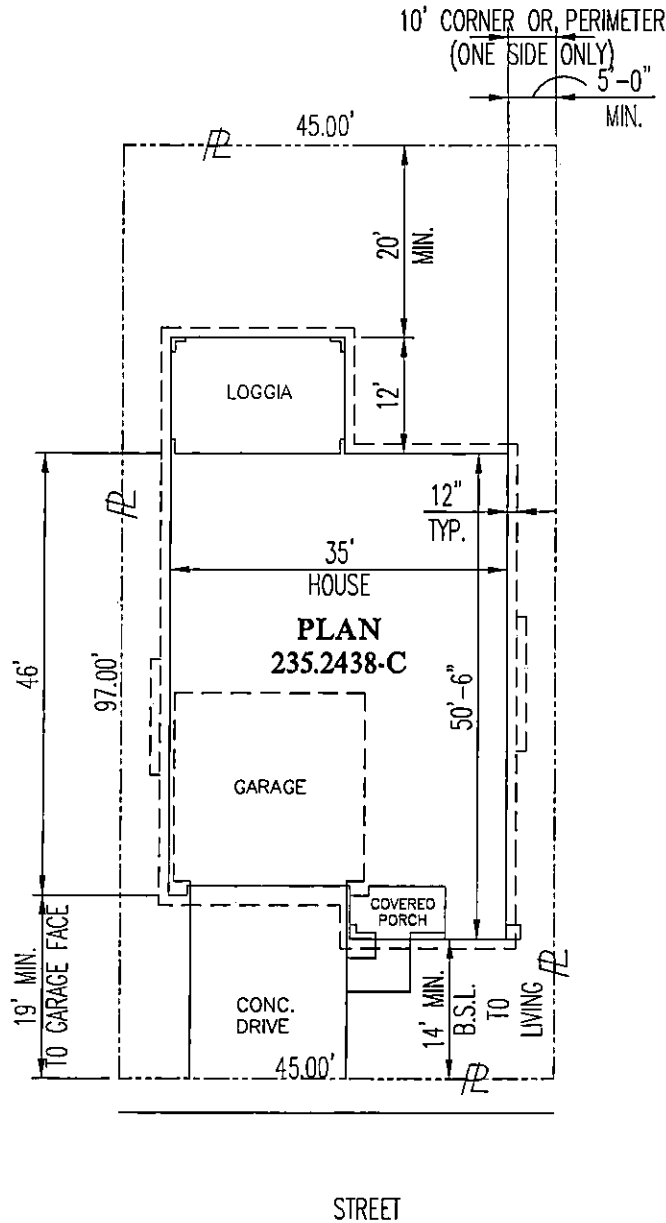 10' CORNER OR PERIMETER
(ONE SIDE ONLY)
5'-0"
MIN.
45.00'
PL
20'
MIN.
LOGGIA
12'
PL
12"
TYP.
35'
HOUSE
PLAN
235.2438-C
46'
97.00'
50'-6"
GARAGE
COVERED
PORCH
19' MIN.
TO GARAGE FACE
CONC.
DRIVE
14' MIN.
B.S.L.
TO
LIVING
PL
45.00'
PL
STREET